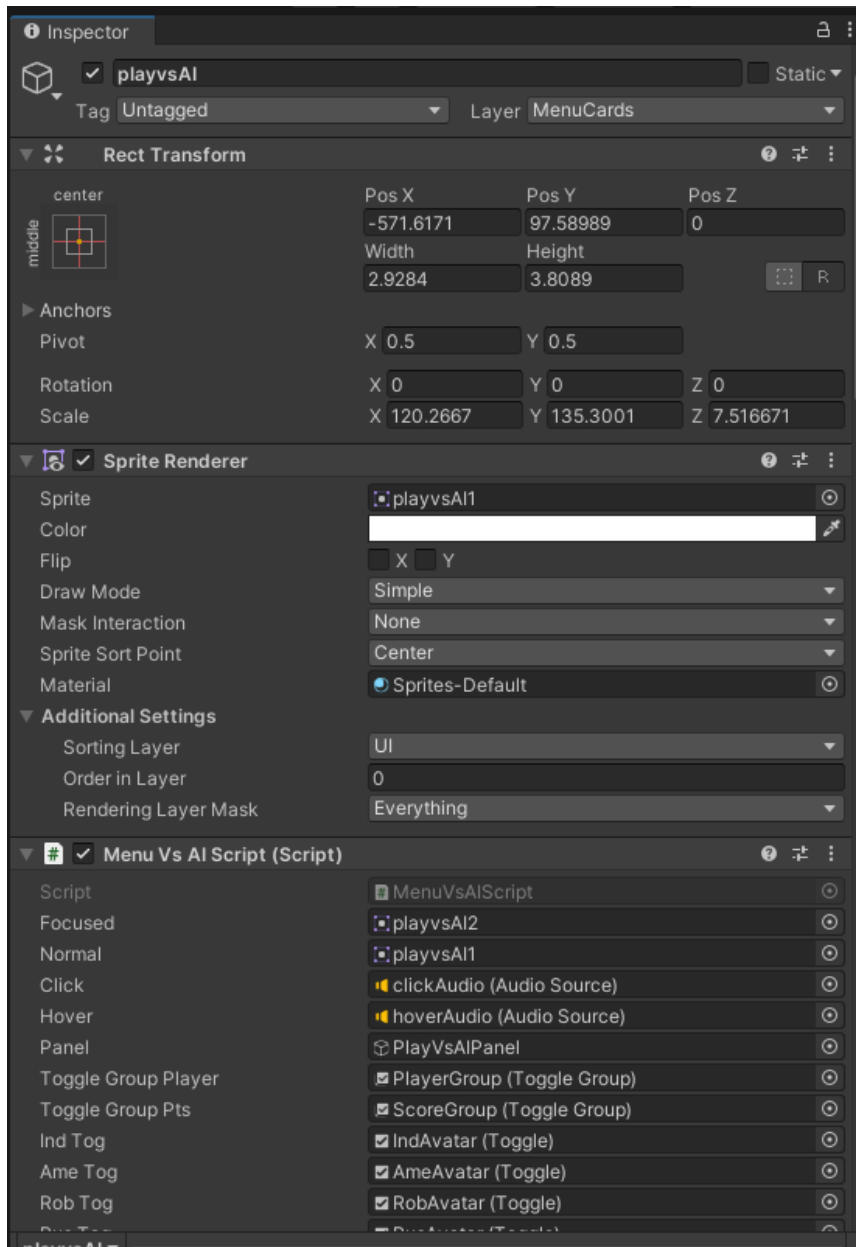 Inspector
playvsAI Static
Tag Untagged Layer MenuCards
Rect Transform
center Pos X Pos Y Pos Z
-571.6171 97.58989 0
middle Width Height
2.9284 3.8089 R
Anchors
Pivot X 0.5 Y 0.5
Rotation X 0 Y 0 Z 0
Scale X 120.2667 Y 135.3001 Z 7.516671
Sprite Renderer
Sprite playvsAI1
Color
Flip X Y
Draw Mode Simple
Mask Interaction None
Sprite Sort Point Center
Material Sprites-Default
Additional Settings
Sorting Layer UI
Order in Layer 0
Rendering Layer Mask Everything
# Menu Vs AI Script (Script)
Script # MenuVsAIScript
Focused playvsAI2
Normal playvsAI1
Click clickAudio (Audio Source)
Hover hoverAudio (Audio Source)
Panel PlayVsAIPanel
Toggle Group Player PlayerGroup (Toggle Group)
Toggle Group Pts ScoreGroup (Toggle Group)
Ind Tog IndAvatar (Toggle)
Ame Tog AmeAvatar (Toggle)
Rob Tog RobAvatar (Toggle)
playvsAI